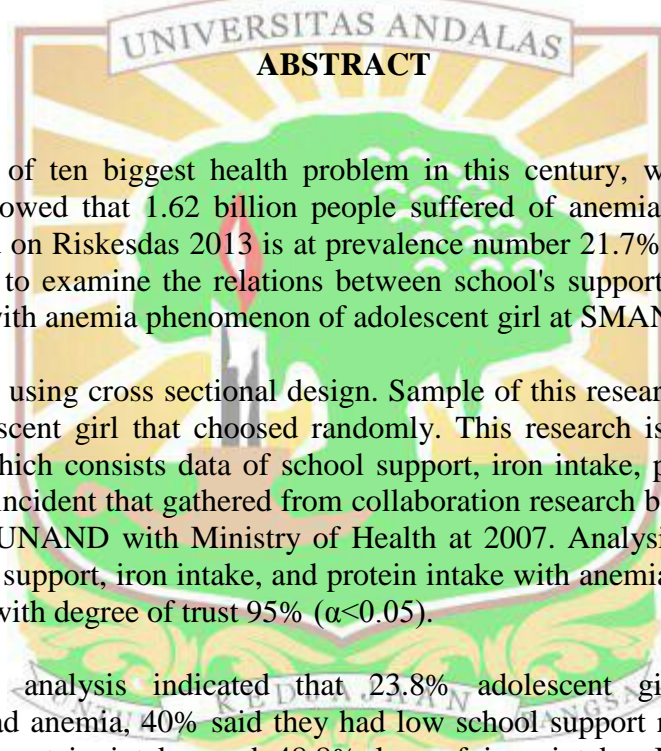 UNIVERSITAS ANDALAS
ABSTRACT
of ten biggest health problem in this century, w
owed that 1.62 billion people suffered of anemia
on Riskesdas 2013 is at prevalence number 21.7%
to examine the relations between school's support
with anemia phenomenon of adolescent girl at SMAN
using cross sectional design. Sample of this resear
scent girl that choosed randomly. This research is
which consists data of school support, iron intake, p
incident that gathered from collaboration research b
UNAND with Ministry of Health at 2007. Analysi
support, iron intake, and protein intake with anemia
with degree of trust 95% (α<0.05).
analysis indicated that 23.8% adolescent gi
ad anemia, 40% said they had low school support